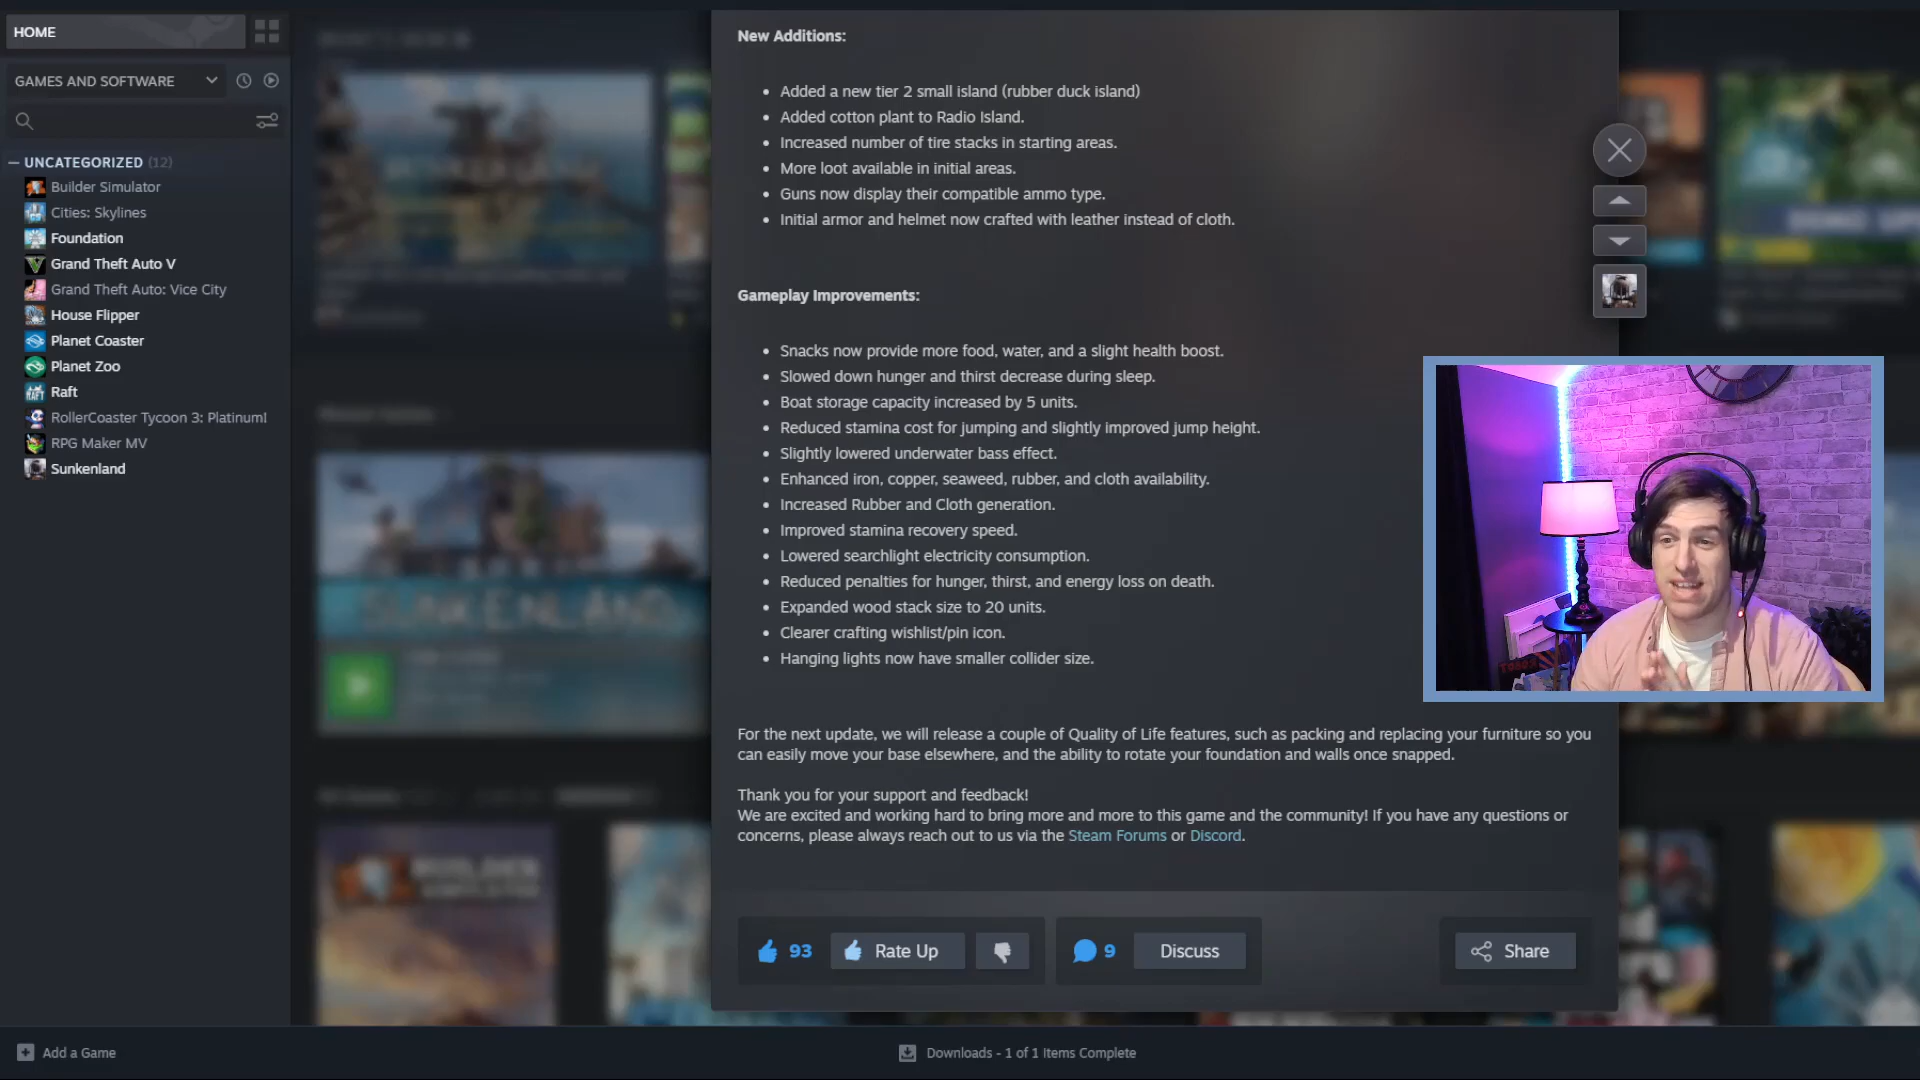 HOME
GAMES AND SOFTWARE
UNCATEGORIZED (12)
Builder Simulator
Cities: Skylines
Foundation
Grand Theft Auto V
Grand Theft Auto: Vice City
House Flipper
Planet Coaster
Planet Zoo
Raft
RollerCoaster Tycoon 3: Platinum!
RPG Maker MV
Sunkenland
New Additions:
Added a new tier 2 small island (rubber duck island)
Added cotton plant to Radio Island.
Increased number of tire stacks in starting areas.
More loot available in initial areas.
Guns now display their compatible ammo type.
Initial armor and helmet now crafted with leather instead of cloth.
Gameplay Improvements:
Snacks now provide more food, water, and a slight health boost.
Slowed down hunger and thirst decrease during sleep.
Boat storage capacity increased by 5 units.
Reduced stamina cost for jumping and slightly improved jump height.
Slightly lowered underwater bass effect.
Enhanced iron, copper, seaweed, rubber, and cloth availability.
Increased Rubber and Cloth generation.
Improved stamina recovery speed.
Lowered searchlight electricity consumption.
Reduced penalties for hunger, thirst, and energy loss on death.
Expanded wood stack size to 20 units.
Clearer crafting wishlist/pin icon.
Hanging lights now have smaller collider size.
For the next update, we will release a couple of Quality of Life features, such as packing and replacing your furniture so you
can easily move your base elsewhere, and the ability to rotate your foundation and walls once snapped.
Thank you for your support and feedback!
We are excited and working hard to bring more and more to this game and the community! If you have any questions or
concerns, please always reach out to us via the Steam Forums or Discord.
93 Rate Up 9 Discuss Share
SUNKENLAND
Add a Game
Downloads - 1 of 1 Items Complete